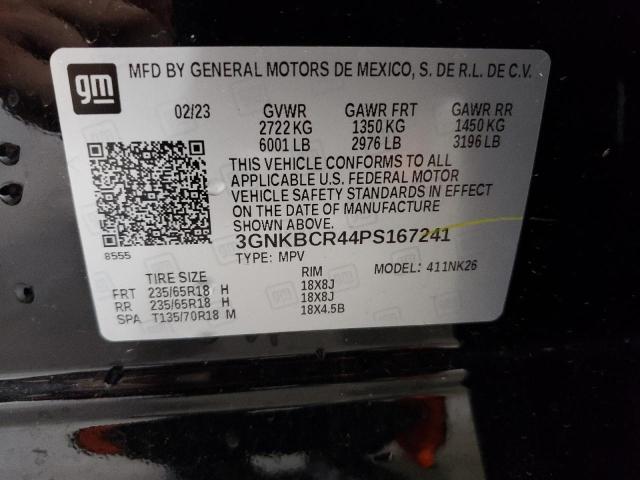 gm
MFD BY GENERAL MOTORS DE MEXICO, S. DE R.L. DE C.V.
02/23 GVWR GAWR FRT GAWR RR
2722 KG 1350 KG 1450 KG
6001 LB 2976 LB 3196 LB
THIS VEHICLE CONFORMS TO ALL
APPLICABLE U.S. FEDERAL MOTOR
VEHICLE SAFETY STANDARDS IN EFFECT
ON THE DATE OF MANUFACTURE
SHOWN ABOVE.
8555 3GNKBCR44PS167241
TYPE: MPV MODEL: 411NK26
TIRE SIZE RIM
FRT 235/65R18 H 18X8J
RR 235/65R18 H 18X8J
SPA T135/70R18 M 18X4.5B